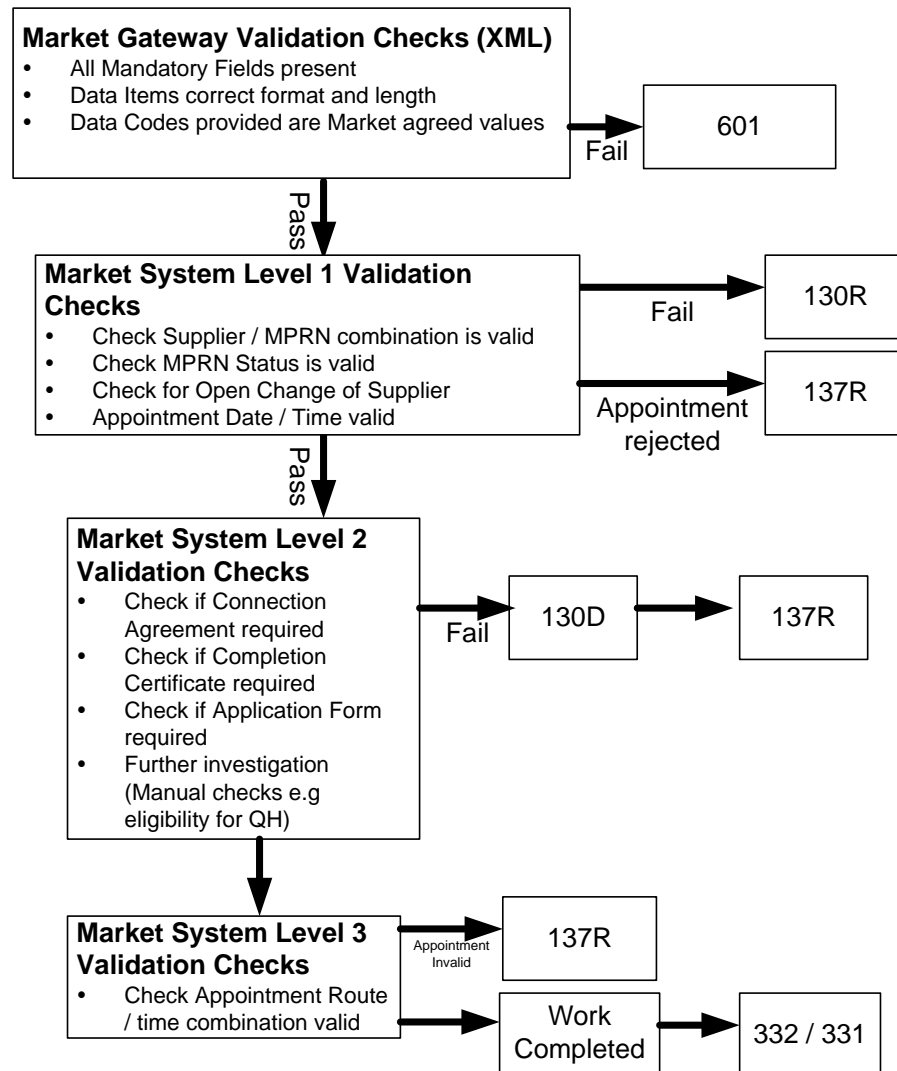 Market Gateway Validation Checks (XML)
• All Mandatory Fields present
• Data Items correct format and length
• Data Codes provided are Market agreed values
Fail
601
Pass
Market System Level 1 Validation
Checks
• Check Supplier / MPRN combination is valid
• Check MPRN Status is valid
• Check for Open Change of Supplier
• Appointment Date / Time valid
Fail
130R
Appointment
rejected
137R
Pass
Market System Level 2
Validation Checks
• Check if Connection
Agreement required
• Check if Completion
Certificate required
• Check if Application Form
required
• Further investigation
(Manual checks e.g
eligibility for QH)
Fail
130D
137R
Market System Level 3
Validation Checks
• Check Appointment Route
/ time combination valid
Appointment
Invalid
137R
Work
Completed
332 / 331